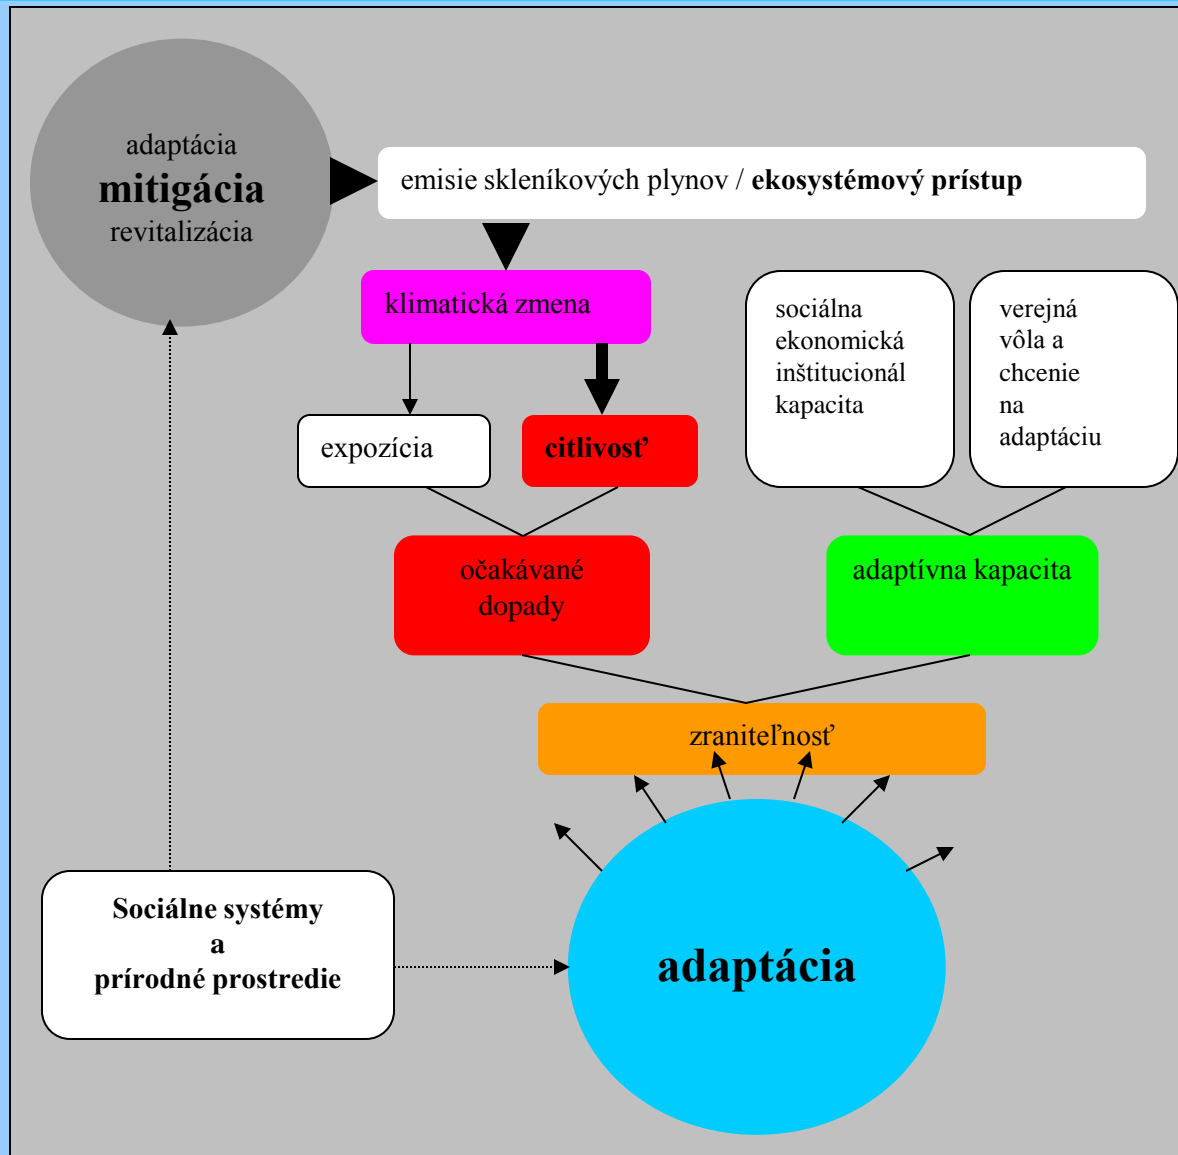 adaptácia
mitigácia
revitalizácia
emisie skleníkových plynov / ekosystémový prístup
klimatická zmena
sociálna
ekonomická
inštitucionál
kapacita
verejná
vôla a
chcenie
na
adaptáciu
expozícia
citlivosť
očakávané
dopady
adaptívna kapacita
zraniteľnosť
Sociálne systémy
a
prírodné prostredie
adaptácia